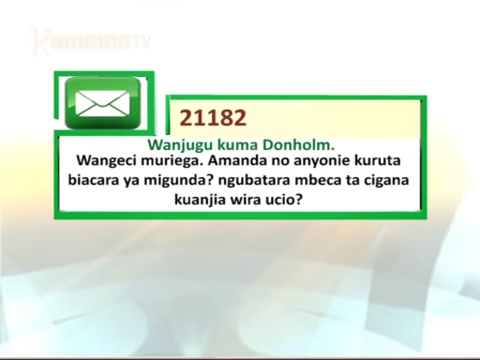 KamemeTV
21182
Wanjugu kuma Donholm.
Wangeci muriega. Amanda no anyonie kuruta
biacara ya migunda? ngubatara mbeca ta cigana
kuanjia wira ucio?